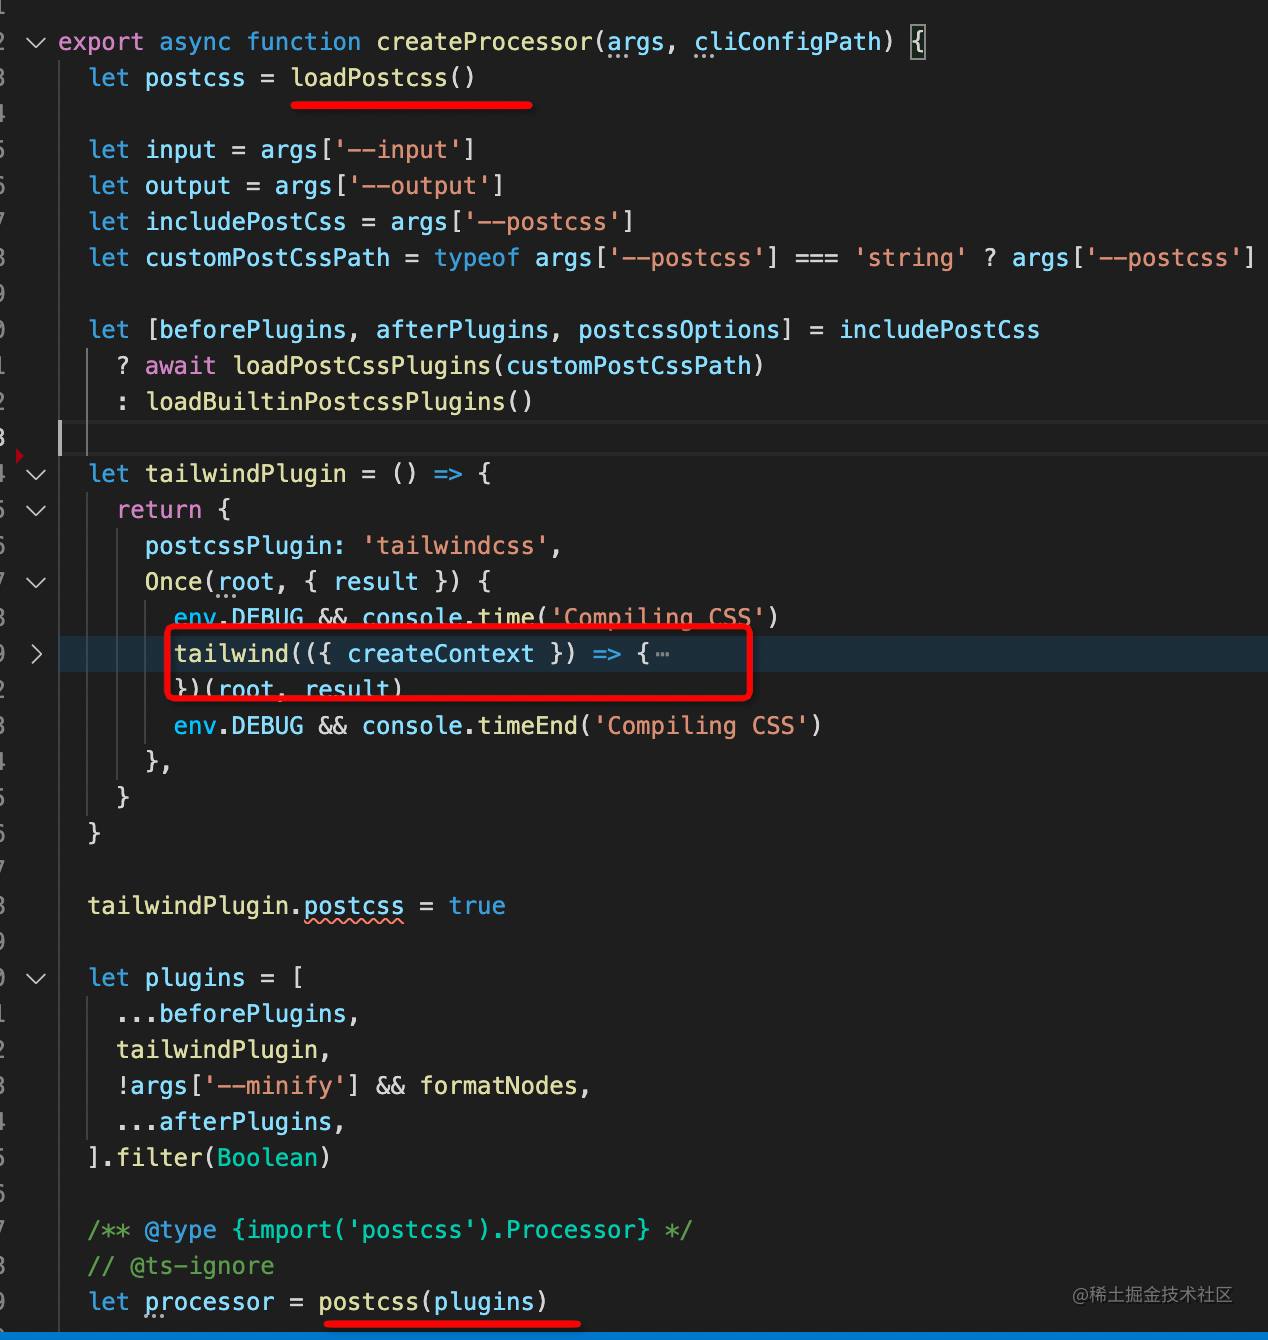 export async function createProcessor(args, cliConfigPath) {
let postcss = loadPostcss()
let input = args['--input']
let output = args['--output']
let includePostCss = args['--postcss']
let customPostCssPath = typeof args['--postcss'] === 'string' ? args['--postcss']
let [beforePlugins, afterPlugins, postcssOptions] = includePostCss
? await loadPostCssPlugins(customPostCssPath)
: loadBuiltinPostcssPlugins()
let tailwindPlugin = () => {
return {
postcssPlugin: 'tailwindcss',
Once(root, { result }) {
env.DEBUG && console.time('Compiling CSS')
tailwind(({ createContext }) => {⋯
})(root, result)
env.DEBUG && console.timeEnd('Compiling CSS')
},
}
}
tailwindPlugin.postcss = true
let plugins = [
...beforePlugins,
tailwindPlugin,
!args['--minify'] && formatNodes,
...afterPlugins,
].filter(Boolean)
/** @type {import('postcss').Processor} */
// @ts-ignore
let processor = postcss(plugins)
@稀土掘金技术社区